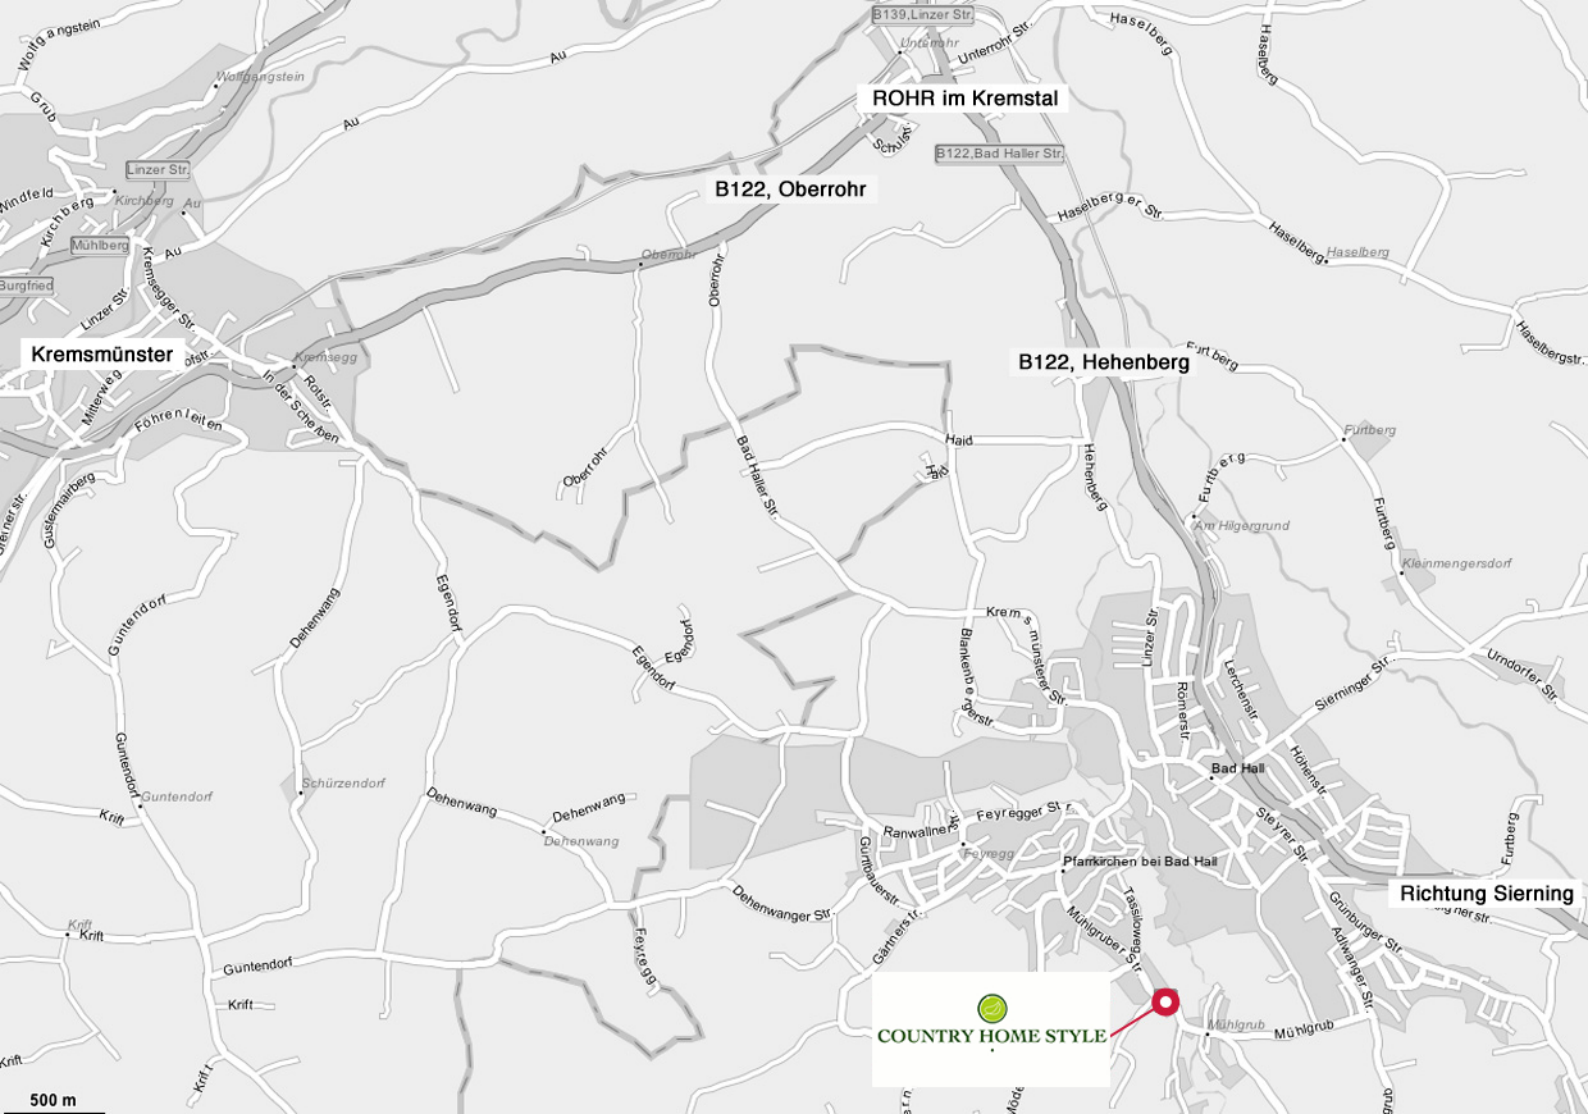 Wolfgangstein
B139,Linzer Str.
Unterrohr
Unterrohr Str.
Haselberg
Haselberg
Au
Wolfgangstein
Grub
ROHR im Kremstal
Au
Schulstr.
B122,Bad Haller Str.
Linzer Str.
B122, Oberrohr
Windfeld
Kirchberg
Kirchberg
Au
Haselberger Str.
Mühlberg
Au
Haselberg
Haselberg
Oberrohr
Oberrohr
Burgfried
Kremsegger Str.
Linzer Str.
Haselbergstr.
Kremsmünster
Kremsegg
B122, Hehenberg
Furtberg
Mitterweg
In der Scheiben
Rotstr.
Föhrenleiten
Furtberg
Haid
Haid
Bad Haller Str.
Oberrohr
Hehenberg
Furtberg
Gustermairberg
Furtberg
Am Hilgergrund
Kleinmengersdorf
Guntendorf
Dehenwang
Egendorf
Egendorf
Egendorf
Blankenbergerstr.
Kremsmünsterer Str.
Linzer Str.
Römerstr.
Lerchenstr.
Sierninger Str.
Urndorfer Str.
Guntendorf
Guntendorf
Schürzendorf
Bad Hall
Höhenstr.
Krift
Dehenwang
Dehenwang
Dehenwang
Ranwallner
Feyregger Str.
Feyregg
Pfarrkirchen bei Bad Hall
Steyrer Str.
Furtberg
Gürtlbauerstr.
Dehenwanger Str.
Gärtnerstr.
Mühlgruber Str.
Tassiloweg
Richtung Sierning
Grünburger Str.
Adlwanger Str.
Krift
Krift
Guntendorf
Feyregg
Krift
COUNTRY HOME STYLE
Mühlgrub
Mühlgrub
Krift
Krift
500 m